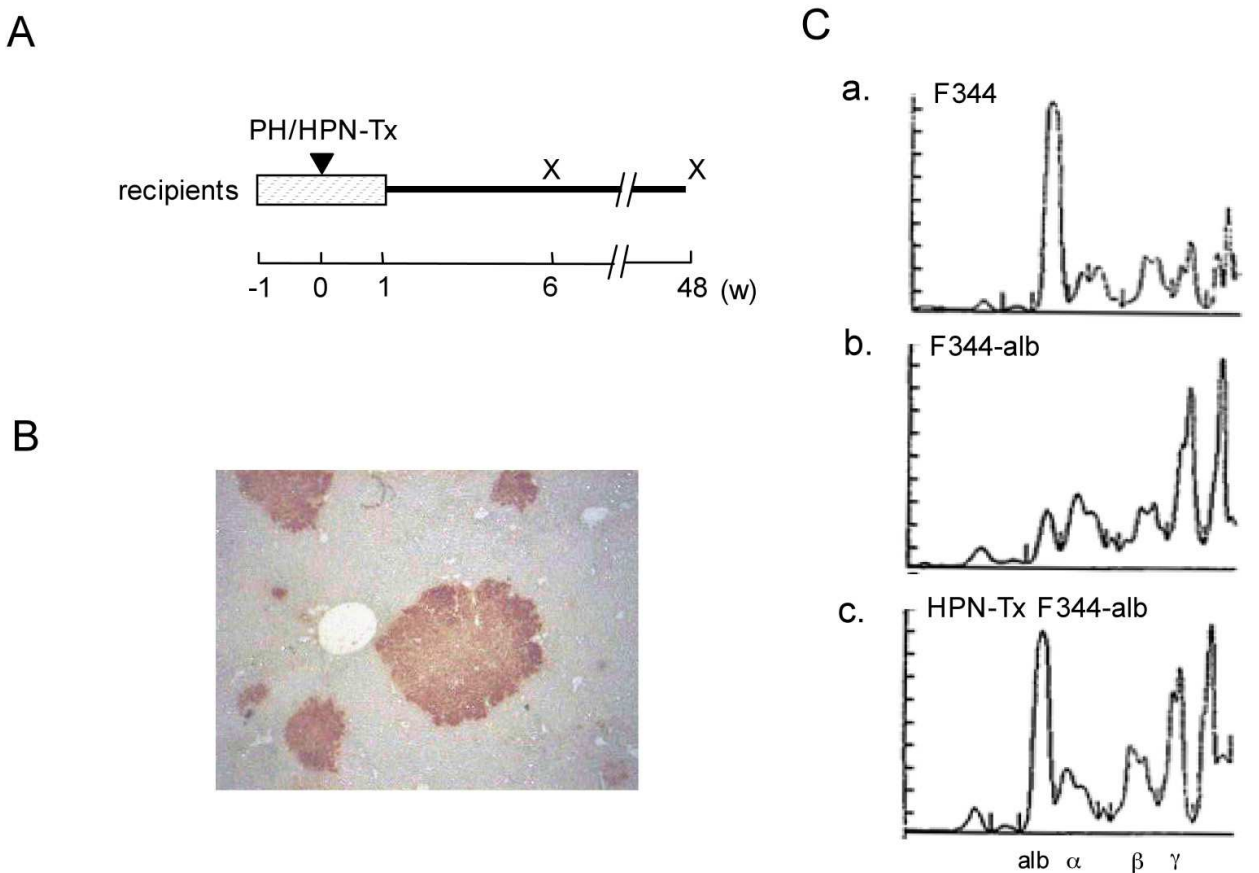 A
PH/HPN-Tx
X X
recipients
-1 0 1 6 48 (w)
B
C
a. F344
b. F344-alb
c. HPN-Tx F344-alb
alb α β γ